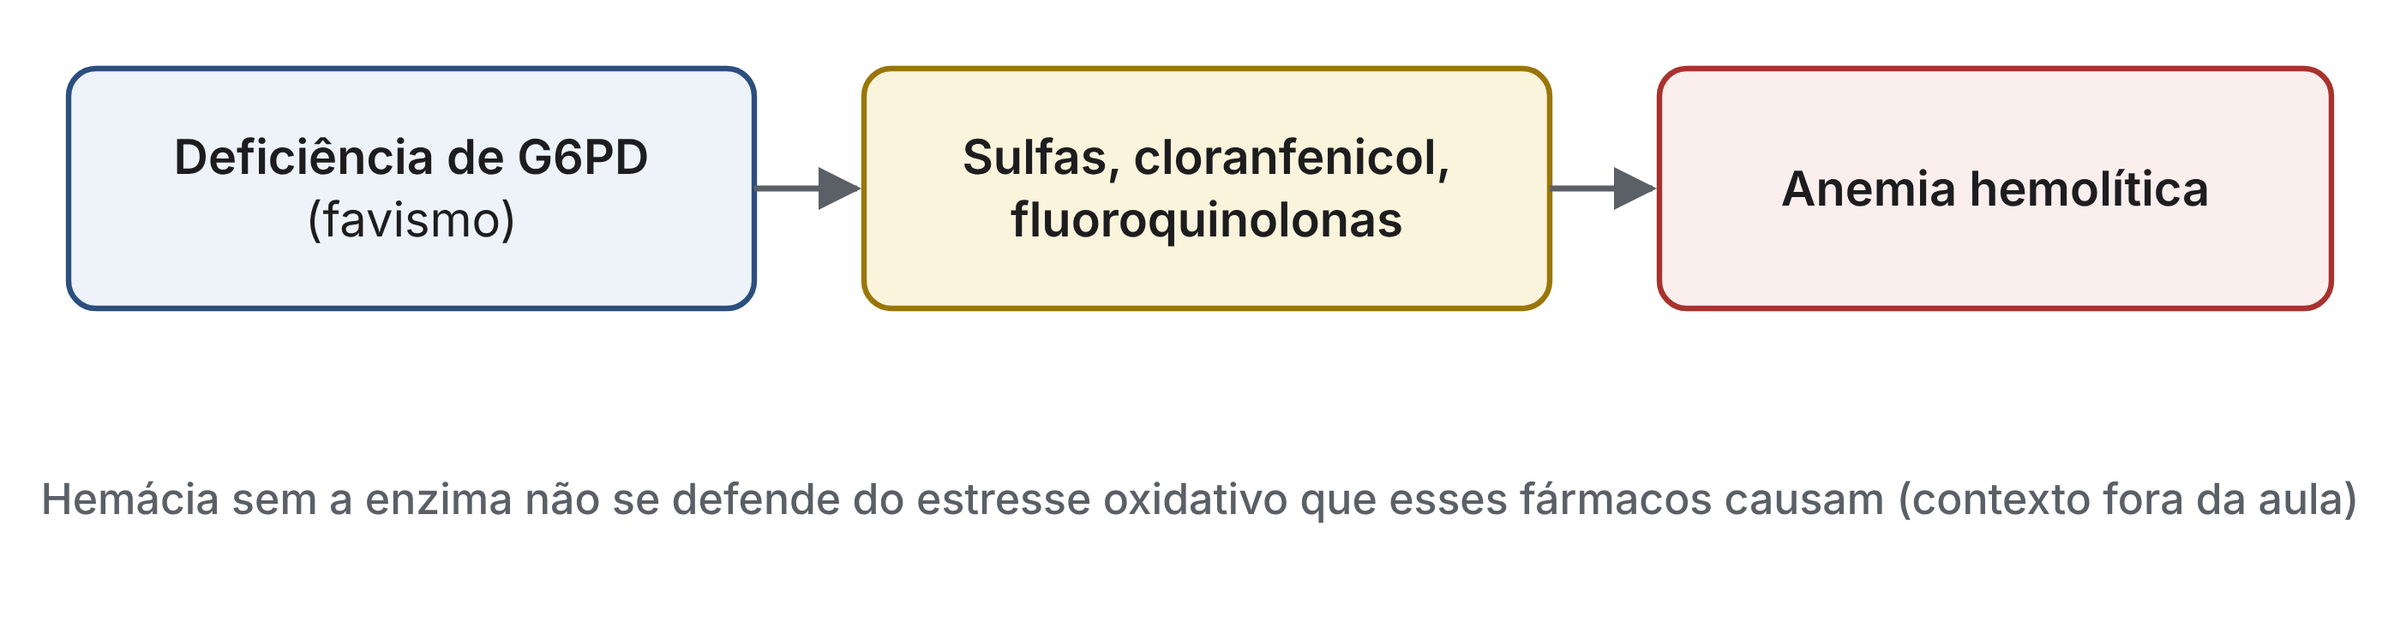 Deficiência de G6PD
(favismo)
Sulfas, cloranfenicol,
fluoroquinolonas
Anemia hemolítica
Hemácia sem a enzima não se defende do estresse oxidativo que esses fármacos causam (contexto fora da aula)